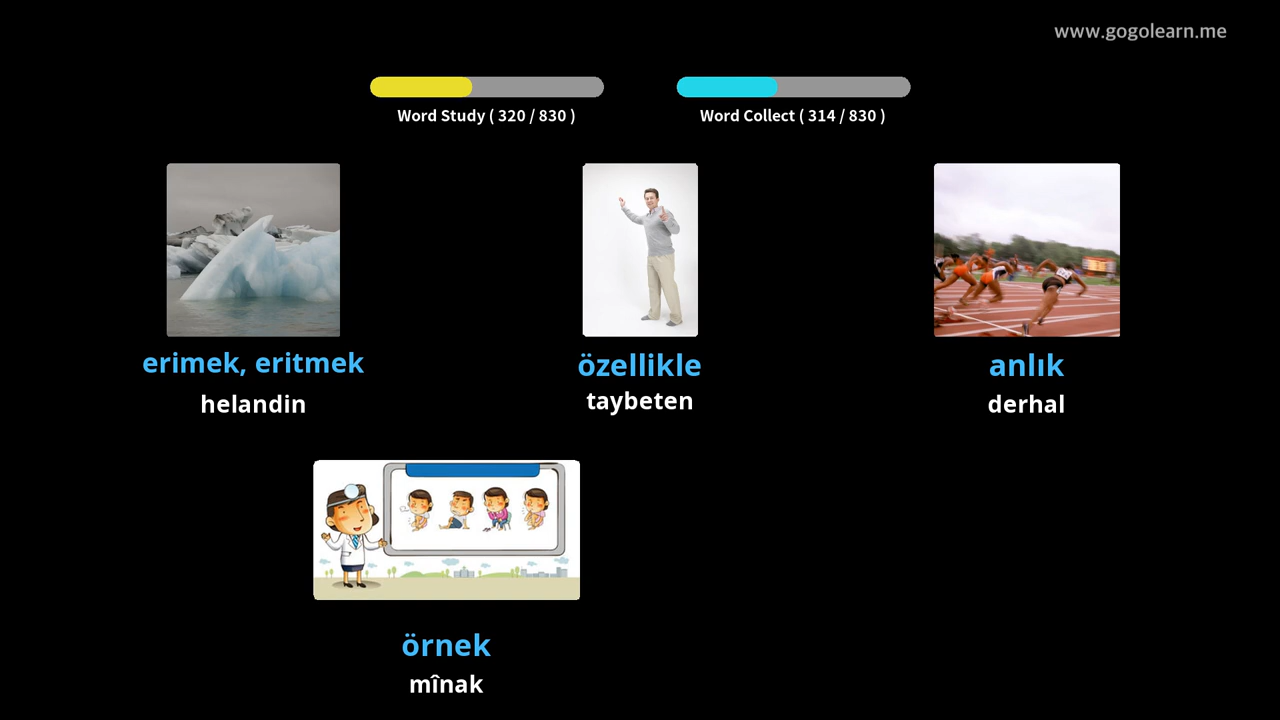 www.gogolearn.me
Word Study ( 320 / 830 )
Word Collect ( 314 / 830 )
erimek, eritmek
helandin
özellikle
taybeten
anlık
derhal
örnek
mînak